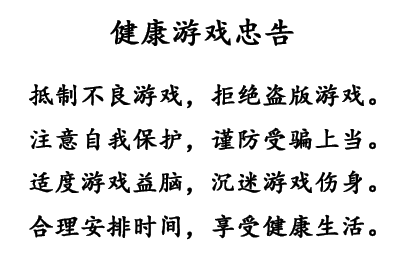 健康游戏忠告
抵制不良游戏，拒绝盗版游戏。
注意自我保护，谨防受骗上当。
适度游戏益脑，沉迷游戏伤身。
合理安排时间，享受健康生活。